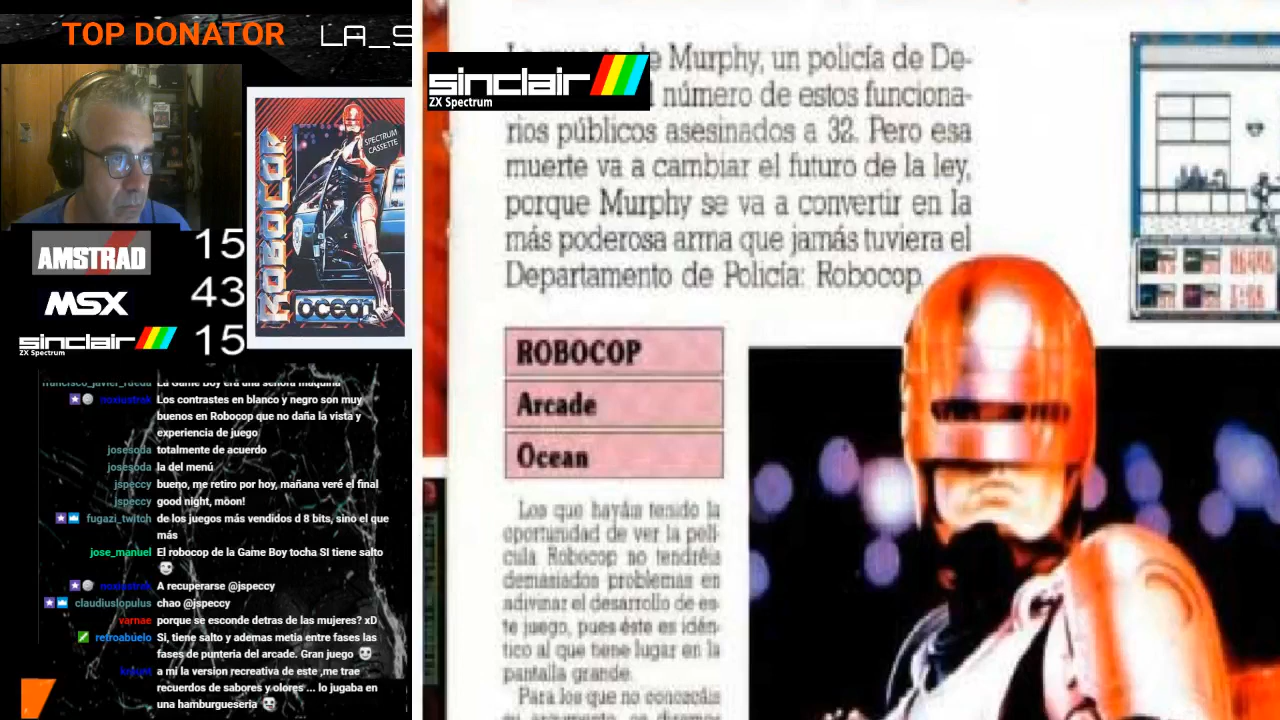 TOP DONATOR LA_S
AMSTRAD 15
MSX 43
sinclair 15
ZX Spectrum
ROBOCOP
SPECTRUM
CASSETTE
ocean
francisco_javier_rueda La Game Boy era una señora maquina
noxiustrak Los contrastes en blanco y negro son muy
buenos en Robocop que no daña la vista y
experiencia de juego
josesoda totalmente de acuerdo
josesoda la del menú
jspeccy bueno, me retiro por hoy, mañana veré el final
jspeccy good night, möon!
fugazi_twitch de los juegos más vendidos d 8 bits, sino el que
más
jose_manuel El robocop de la Game Boy tocha SI tiene salto
noxiustrak A recuperarse @jspeccy
claudiuslopulus chao @jspeccy
varnae porque se esconde detras de las mujeres? xD
retroabuelo Si, tiene salto y ademas metia entre fases las
fases de punteria del arcade. Gran juego
a mi la version recreativa de este ,me trae
recuerdos de sabores y olores ... lo jugaba en
una hamburgueseria
sinclair
ZX Spectrum
de Murphy, un policía de De-
número de estos funciona-
rios públicos asesinados a 32. Pero esa
muerte va a cambiar el futuro de la ley,
porque Murphy se va a convertir en la
más poderosa arma que jamás tuviera el
Departamento de Policía: Robocop.
ROBOCOP
Arcade
Ocean
Los que hayáis tenido la
oportunidad de ver la pelí-
cula Robocop no tendréis
demasiados problemas en
adivinar el desarrollo de es-
te juego, pues éste es idén-
tico al que tiene lugar en la
pantalla grande.
Para los que no conozcáis
su argumento, os diremos